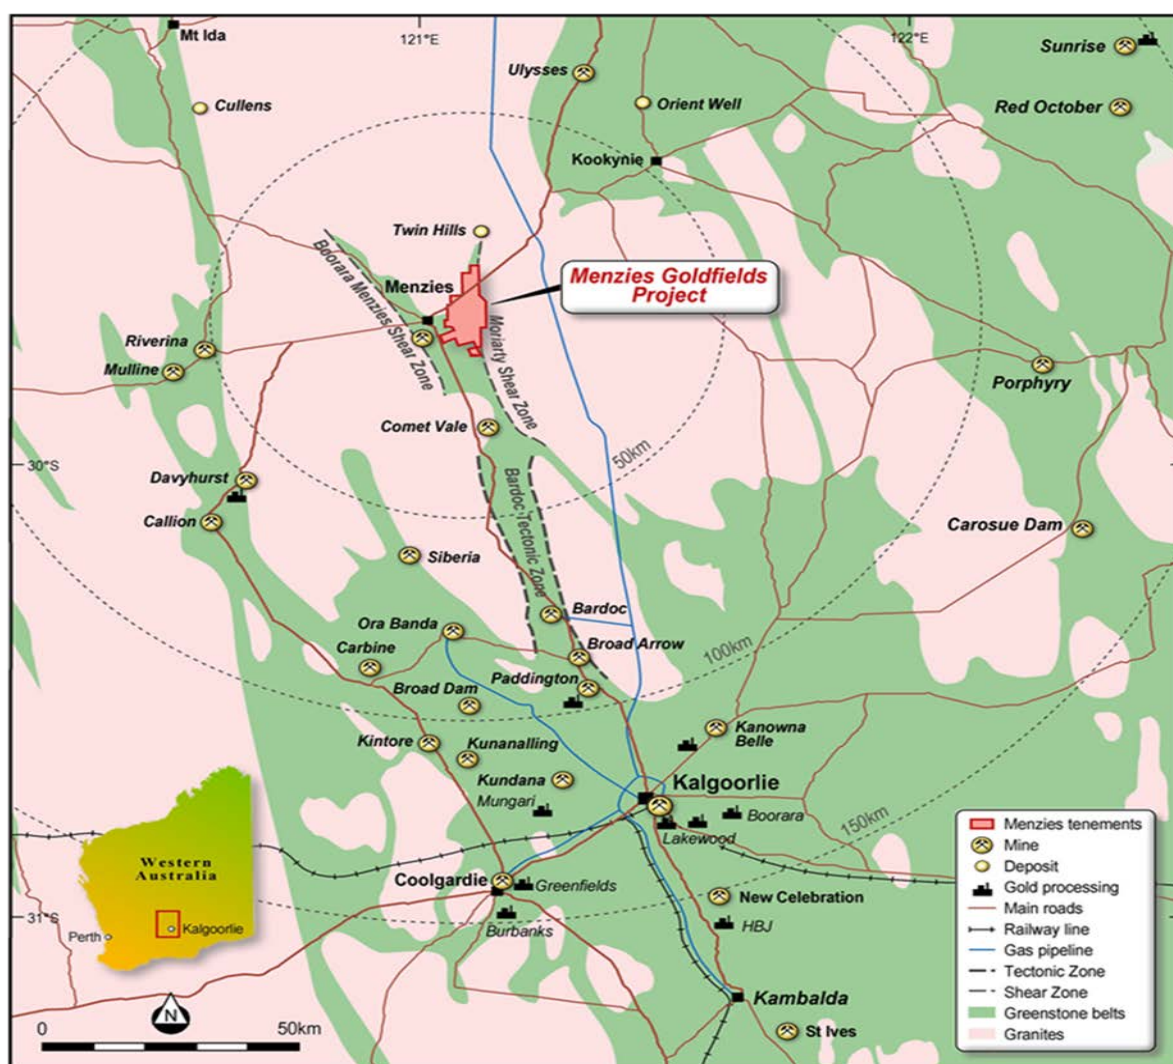 Mt Ida
121°E
122°E
Sunrise
Ulysses
Cullens
Orient Well
Red October
Kookynie
Twin Hills
Boorara Menzies Shear Zone
Menzies
Menzies Goldfields
Project
Moriarty Shear Zone
Riverina
Mulline
Porphyry
Comet Vale
50km
30°S
Davyhurst
Bardoc Tectonic Zone
Callion
Carosue Dam
Siberia
Bardoc
Ora Banda
Broad Arrow
Carbine
100km
Paddington
Broad Dam
Kanowna
Belle
Kintore
Kunanalling
Kundana
Kalgoorlie
Mungari
Boorara
150km
Lakewood
Coolgardie
Greenfields
New Celebration
Burbanks
HBJ
31°S
Kambalda
St Ives
Western
Australia
Perth
Kalgoorlie
N
0
50km
Menzies tenements
Mine
Deposit
Gold processing
Main roads
Railway line
Gas pipeline
Tectonic Zone
Shear Zone
Greenstone belts
Granites